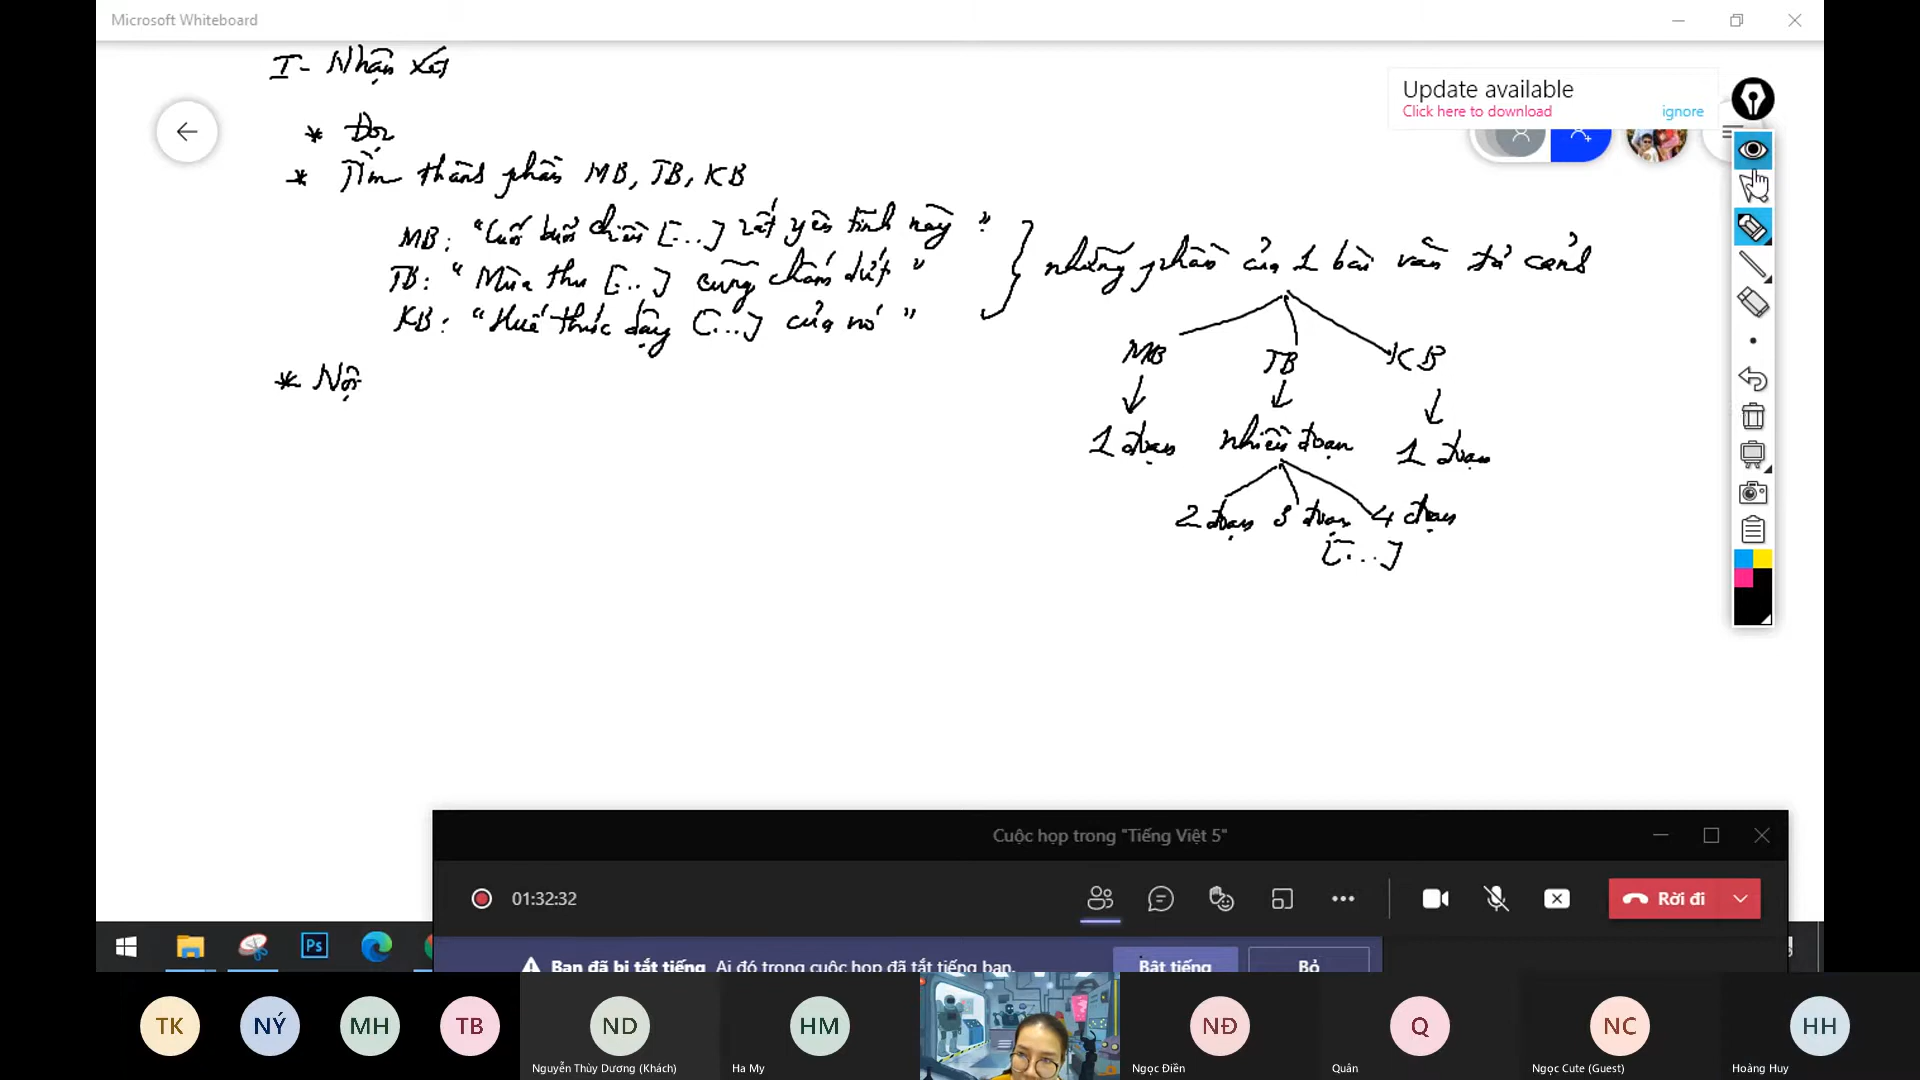 Microsoft Whiteboard
I- Nhận xét
* Đọc
* Tìm thành phần MB, TB, KB
MB: "Cuối buổi chiều [...] rất yên tĩnh này"
TB: "Mùa thu [...] cũng chấm dứt"
KB: "Huế thức dậy [...] của nó"
những phần của 1 bài văn tả cảnh
MB TB KB
1 đoạn nhiều đoạn 1 đoạn
2 đoạn 3 đoạn 4 đoạn
[...]
* Nội
Update available
Click here to download ignore
Cuộc họp trong "Tiếng Việt 5"
01:32:32
Rời đi
Ps
Bạn đã bị tắt tiếng Ai đó trong cuộc họp đã tắt tiếng bạn. Bật tiếng Bỏ
TK NÝ MH TB ND HM NĐ Q NC HH
Nguyễn Thùy Dương (Khách) Ha My Ngọc Điền Quân Ngọc Cute (Guest) Hoàng Huy